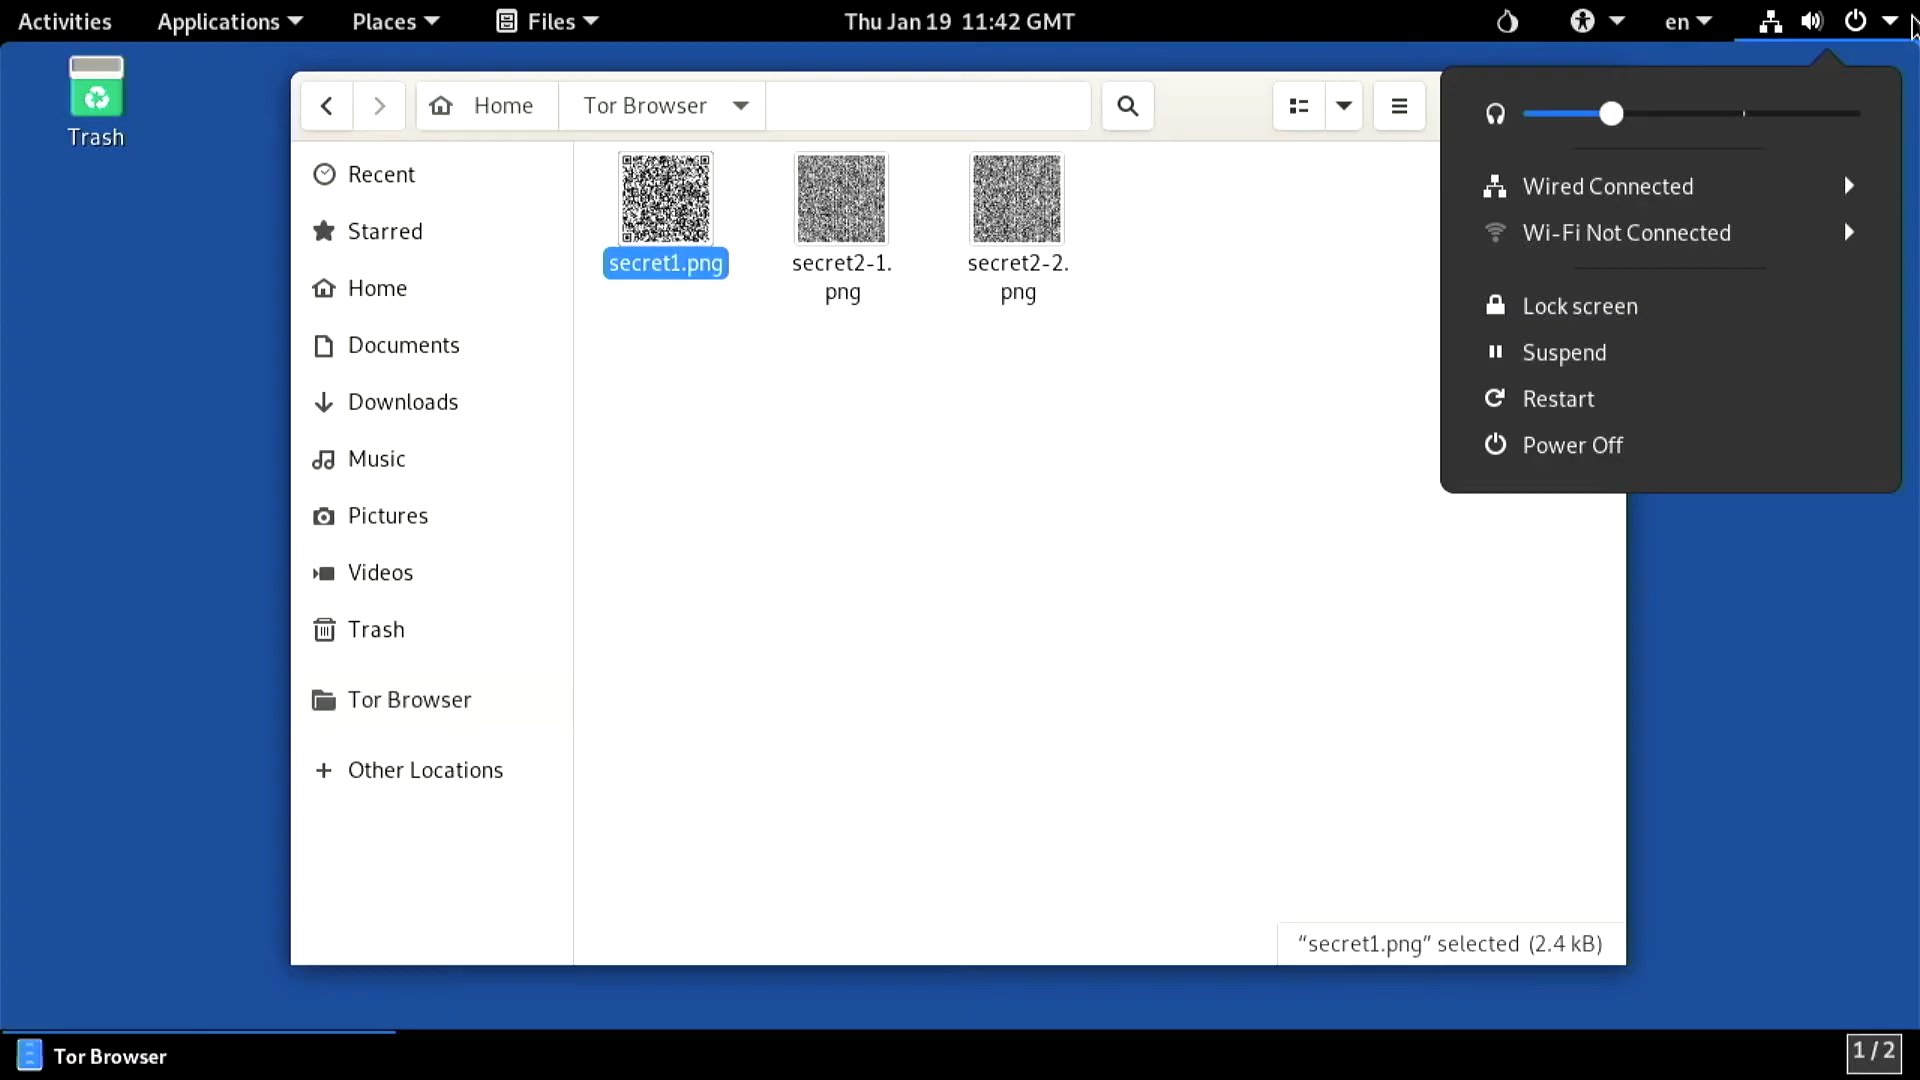 Activities
Applications
Places
Files
Thu Jan 19 11:42 GMT
en
Trash
Home
Tor Browser
Recent
Starred
Home
Documents
Downloads
Music
Pictures
Videos
Trash
Tor Browser
Other Locations
secret1.png
secret2-1.
png
secret2-2.
png
Wired Connected
Wi-Fi Not Connected
Lock screen
Suspend
Restart
Power Off
“secret1.png” selected (2.4 kB)
Tor Browser
1 / 2